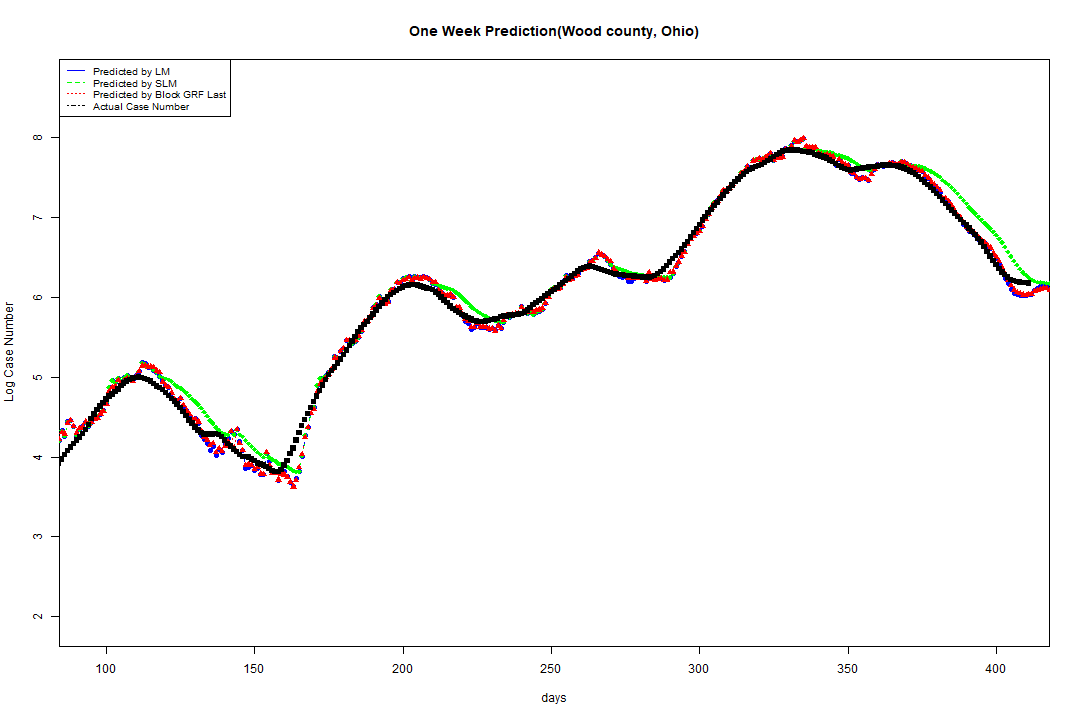 One Week Prediction(Wood county, Ohio)
Predicted by LM
Predicted by SLM
Predicted by Block GRF Last
Actual Case Number
8
7
6
5
4
3
2
Log Case Number
100 150 200 250 300 350 400
days